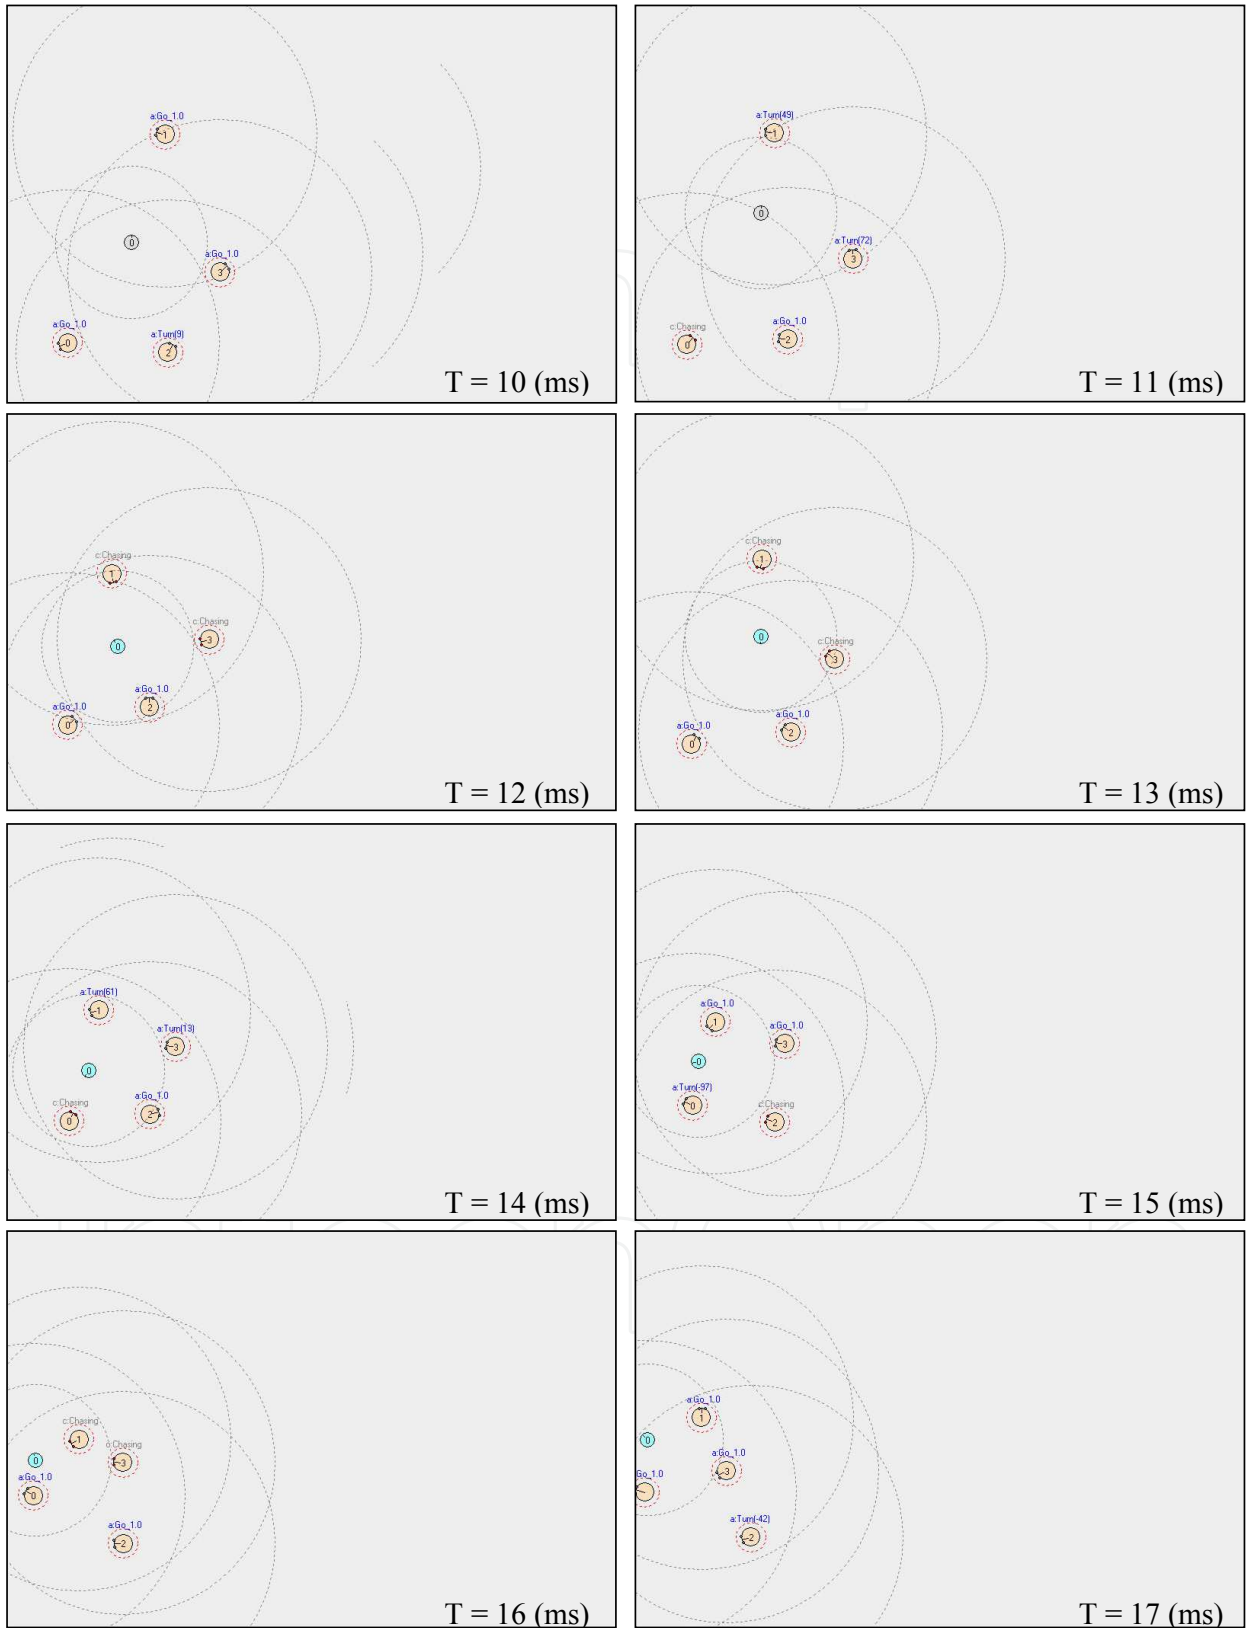 a:Go_1.0
1
0
a:Go_1.0
3
a:Go_1.0
0
a:Turn(9)
2
T = 10 (ms)
a:Turn(49)
1
0
a:Turn(72)
3
c:Chasing
0
a:Go_1.0
2
T = 11 (ms)
c:Chasing
1
c:Chasing
3
0
a:Go_1.0
2
a:Go_1.0
0
T = 12 (ms)
c:Chasing
1
0
c:Chasing
3
a:Go_1.0
0
a:Go_1.0
2
T = 13 (ms)
a:Turn(61)
1
a:Turn(13)
3
0
c:Chasing
0
a:Go_1.0
2
T = 14 (ms)
a:Go_1.0
1
a:Go_1.0
3
0
a:Turn(-97)
0
c:Chasing
2
T = 15 (ms)
c:Chasing
1
c:Chasing
3
0
a:Go_1.0
0
a:Go_1.0
2
T = 16 (ms)
a:Go_1.0
1
0
a:Go_1.0
3
Go_1.0
a:Turn(-42)
2
T = 17 (ms)